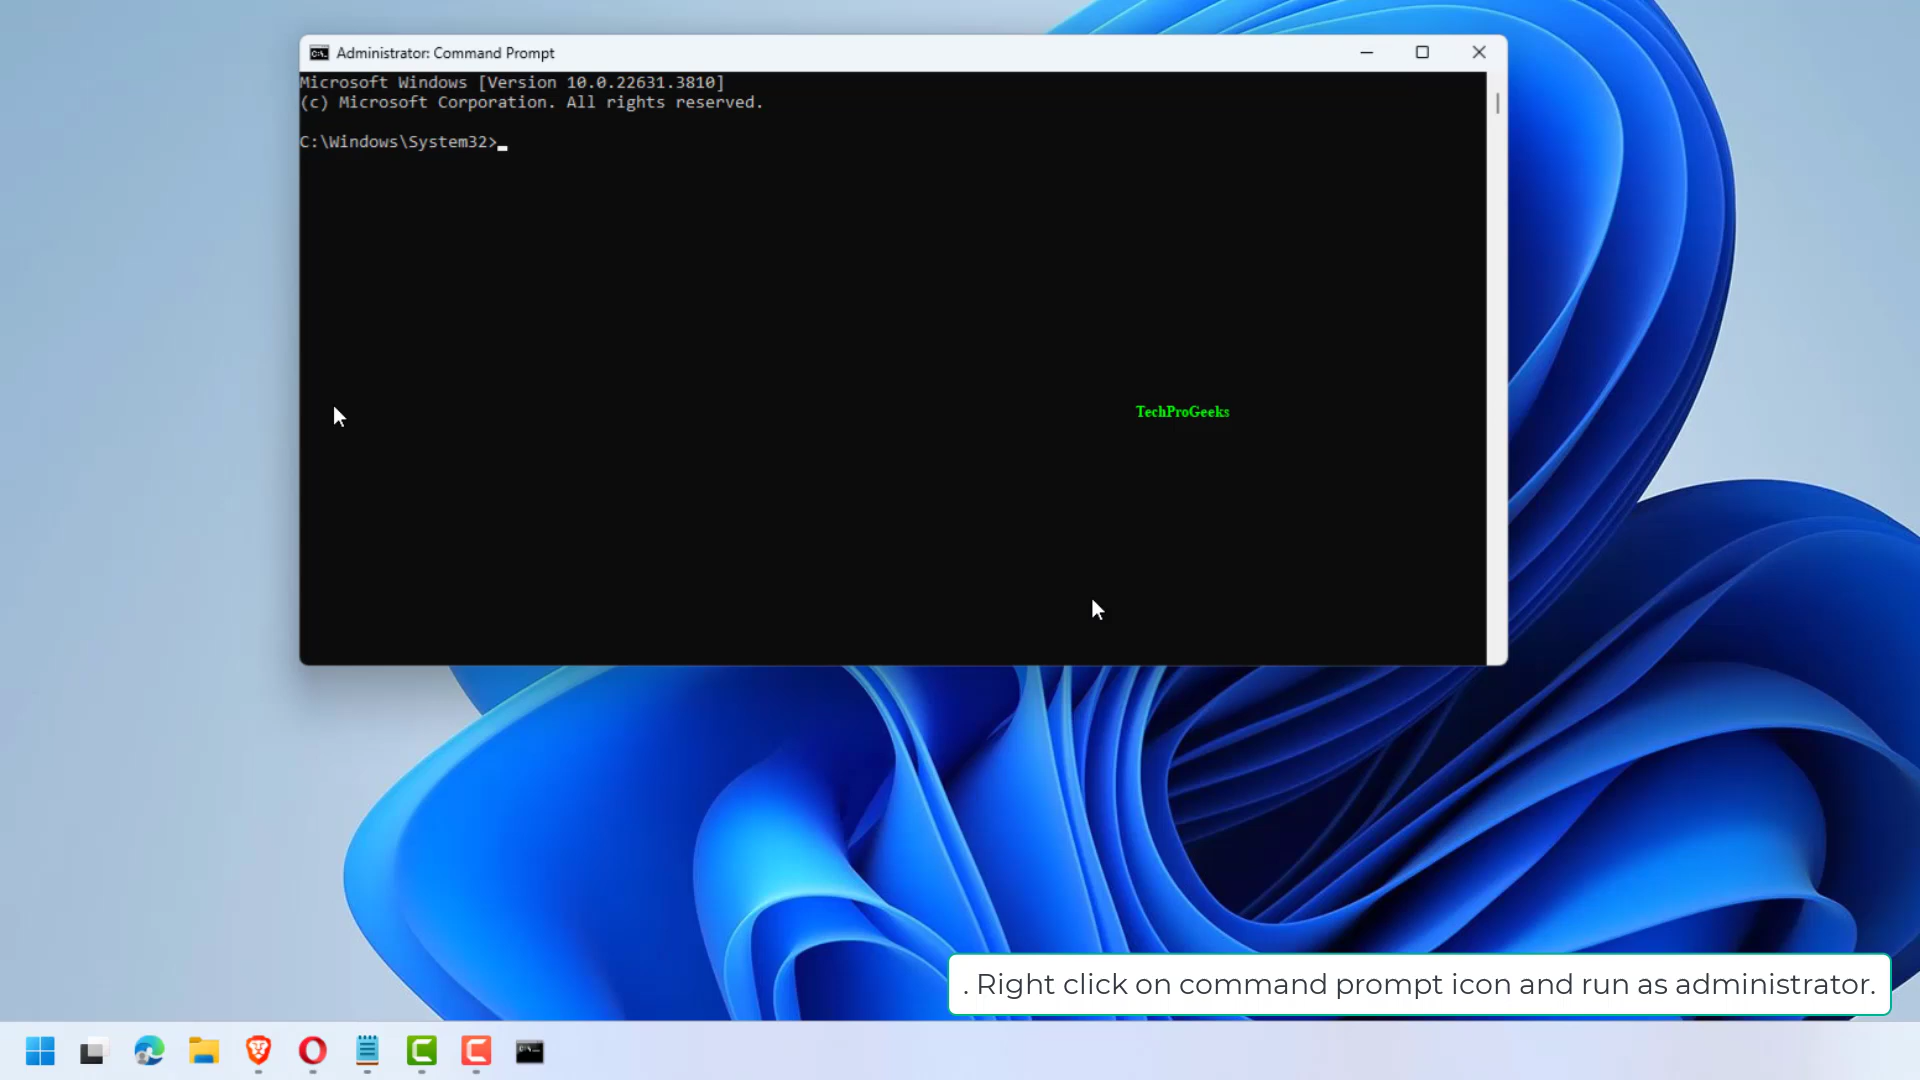 Administrator: Command Prompt
Microsoft Windows [Version 10.0.22631.3810]
(c) Microsoft Corporation. All rights reserved.
C:\Windows\System32>
TechProGeeks
. Right click on command prompt icon and run as administrator.